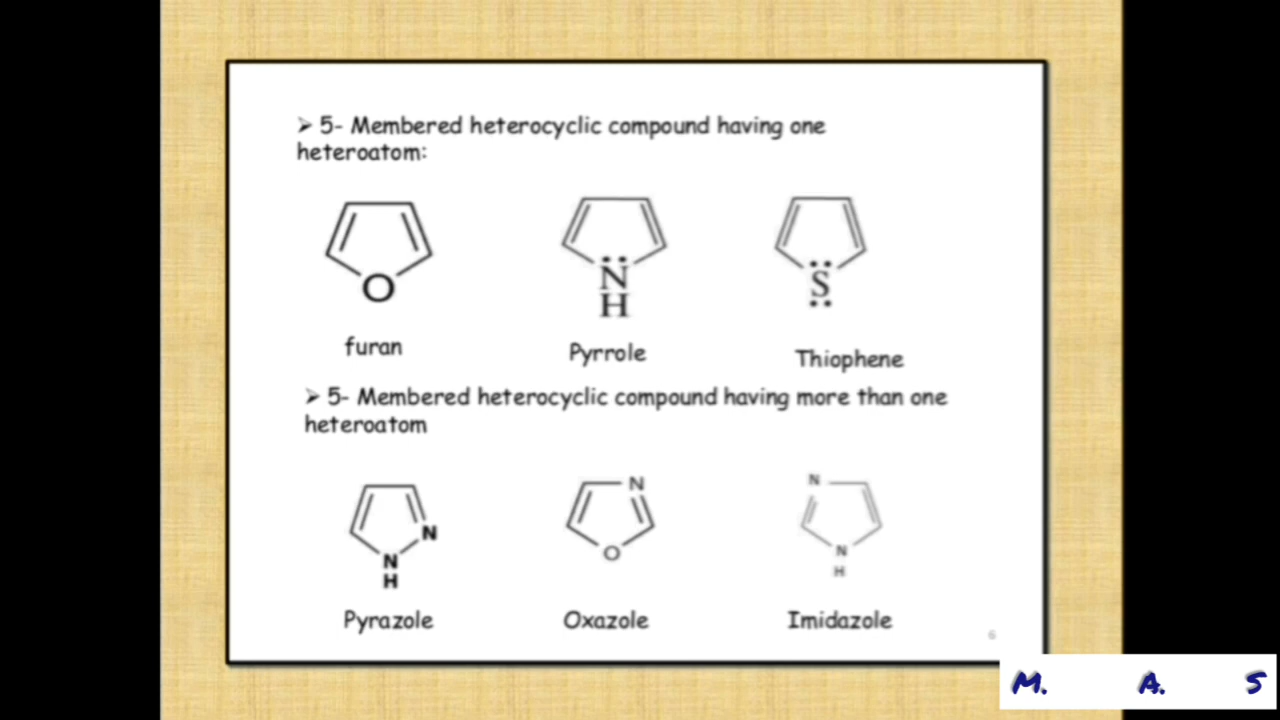 ➢ 5- Membered heterocyclic compound having one
heteroatom:
O
N
H
S
furan
Pyrrole
Thiophene
➢ 5- Membered heterocyclic compound having more than one
heteroatom
N
N
H
N
O
N
N
H
Pyrazole
Oxazole
Imidazole
6
M. A. S